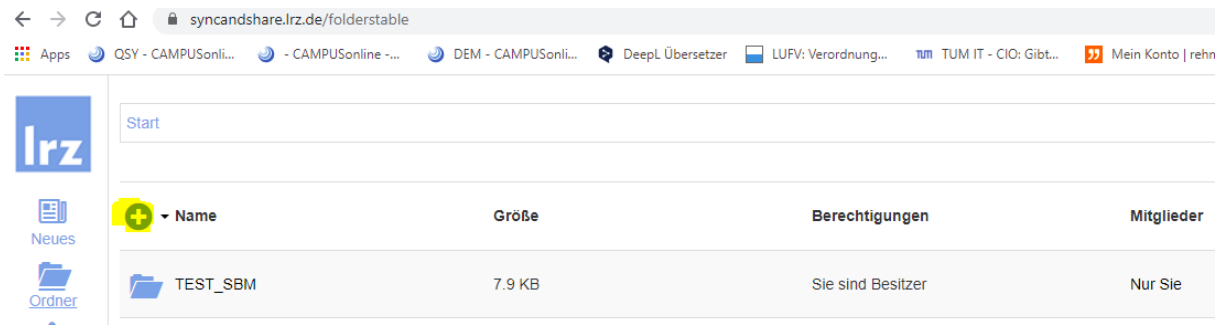 syncandshare.lrz.de/folderstable
Apps QSY - CAMPUSonli... - CAMPUSonline -... DEM - CAMPUSonli... DeepL Übersetzer LUFV: Verordnung... TUM TUM IT - CIO: Gibt... Mein Konto | rehn
lrz
Start
Name Größe Berechtigungen Mitglieder
Neues
TEST_SBM 7.9 KB Sie sind Besitzer Nur Sie
Ordner